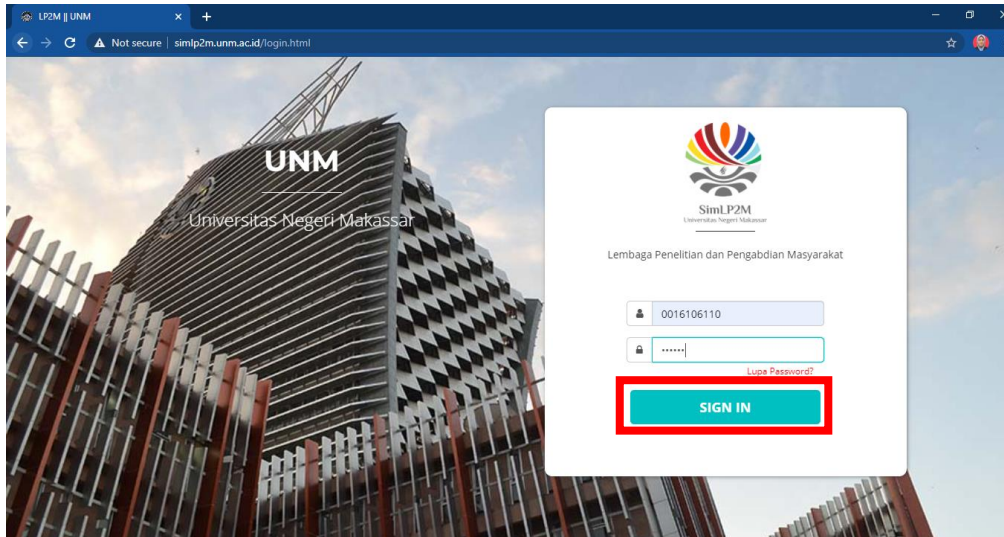 LP2M || UNM
Not secure | simlp2m.unm.ac.id/login.html
UNM
Universitas Negeri Makassar
SimLP2M
Universitas Negeri Makassar
Lembaga Penelitian dan Pengabdian Masyarakat
0016106110
••••••
Lupa Password?
SIGN IN